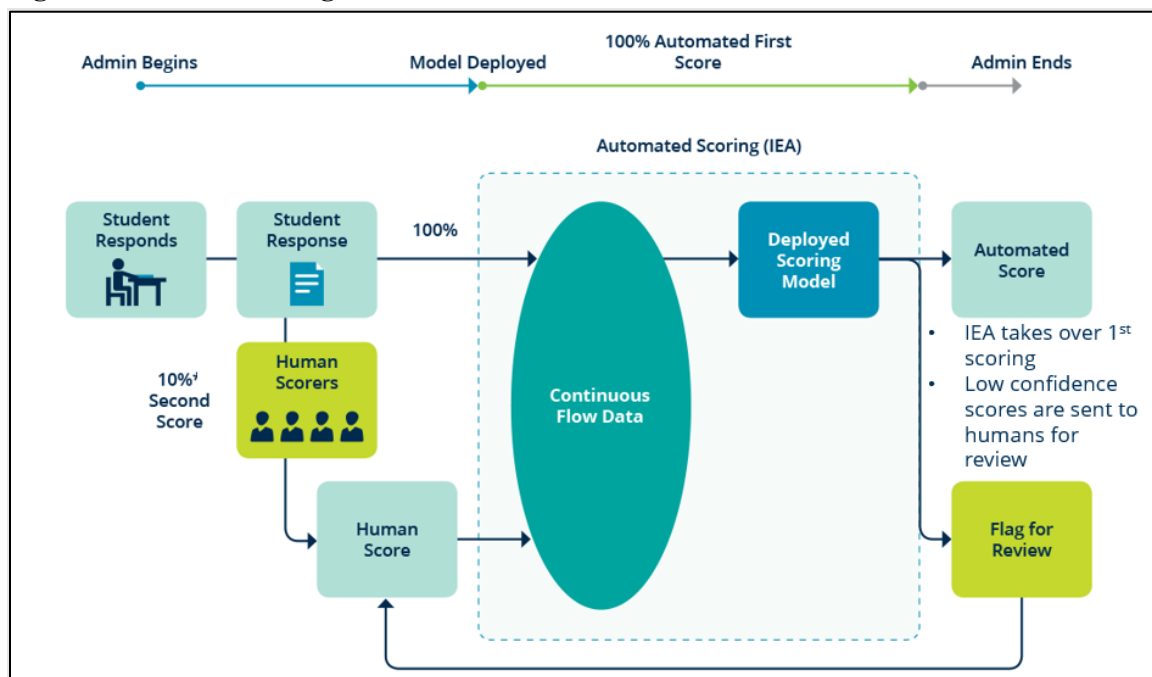 100% Automated First
Score
Admin Begins
Model Deployed
Admin Ends
Automated Scoring (IEA)
Student
Responds
Student
Response
100%
Deployed
Scoring
Model
Automated
Score
Human
Scorers
10%
Second
Score
Continuous
Flow Data
• IEA takes over 1st
scoring
• Low confidence
scores are sent to
humans for
review
Human
Score
Flag for
Review